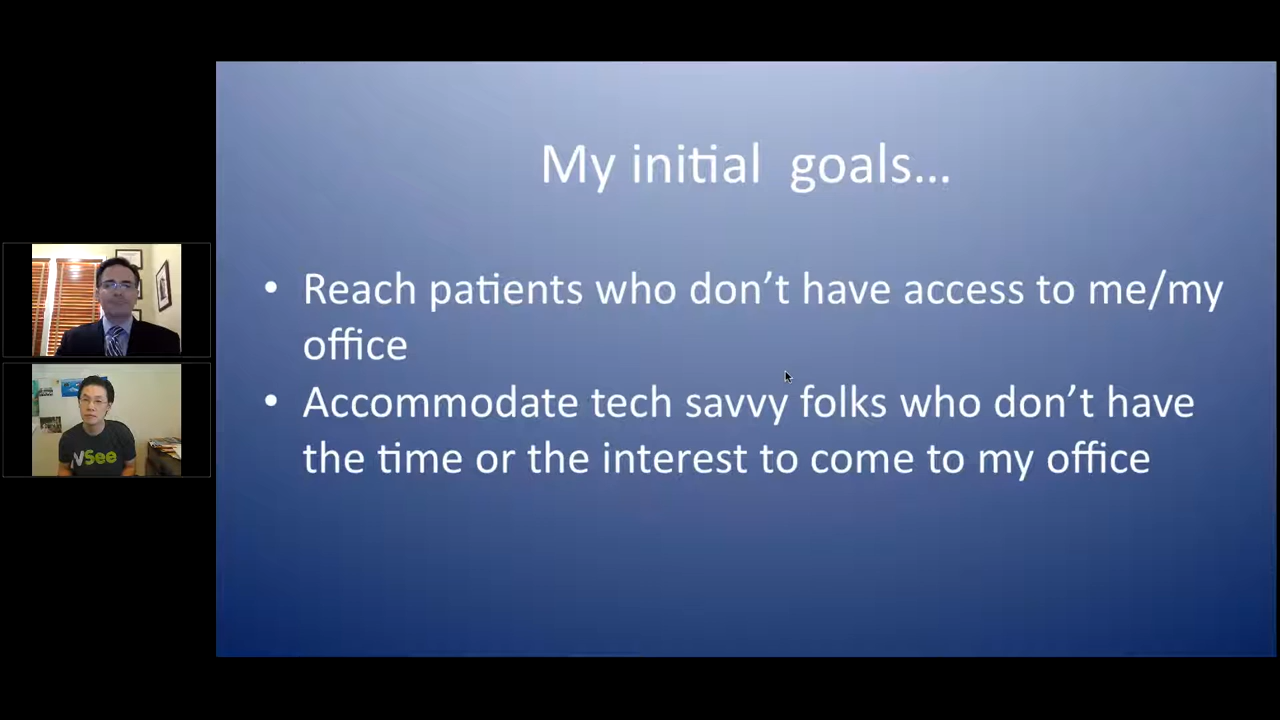 My initial goals...
• Reach patients who don't have access to me/my
office
• Accommodate tech savvy folks who don't have
the time or the interest to come to my office
VSee